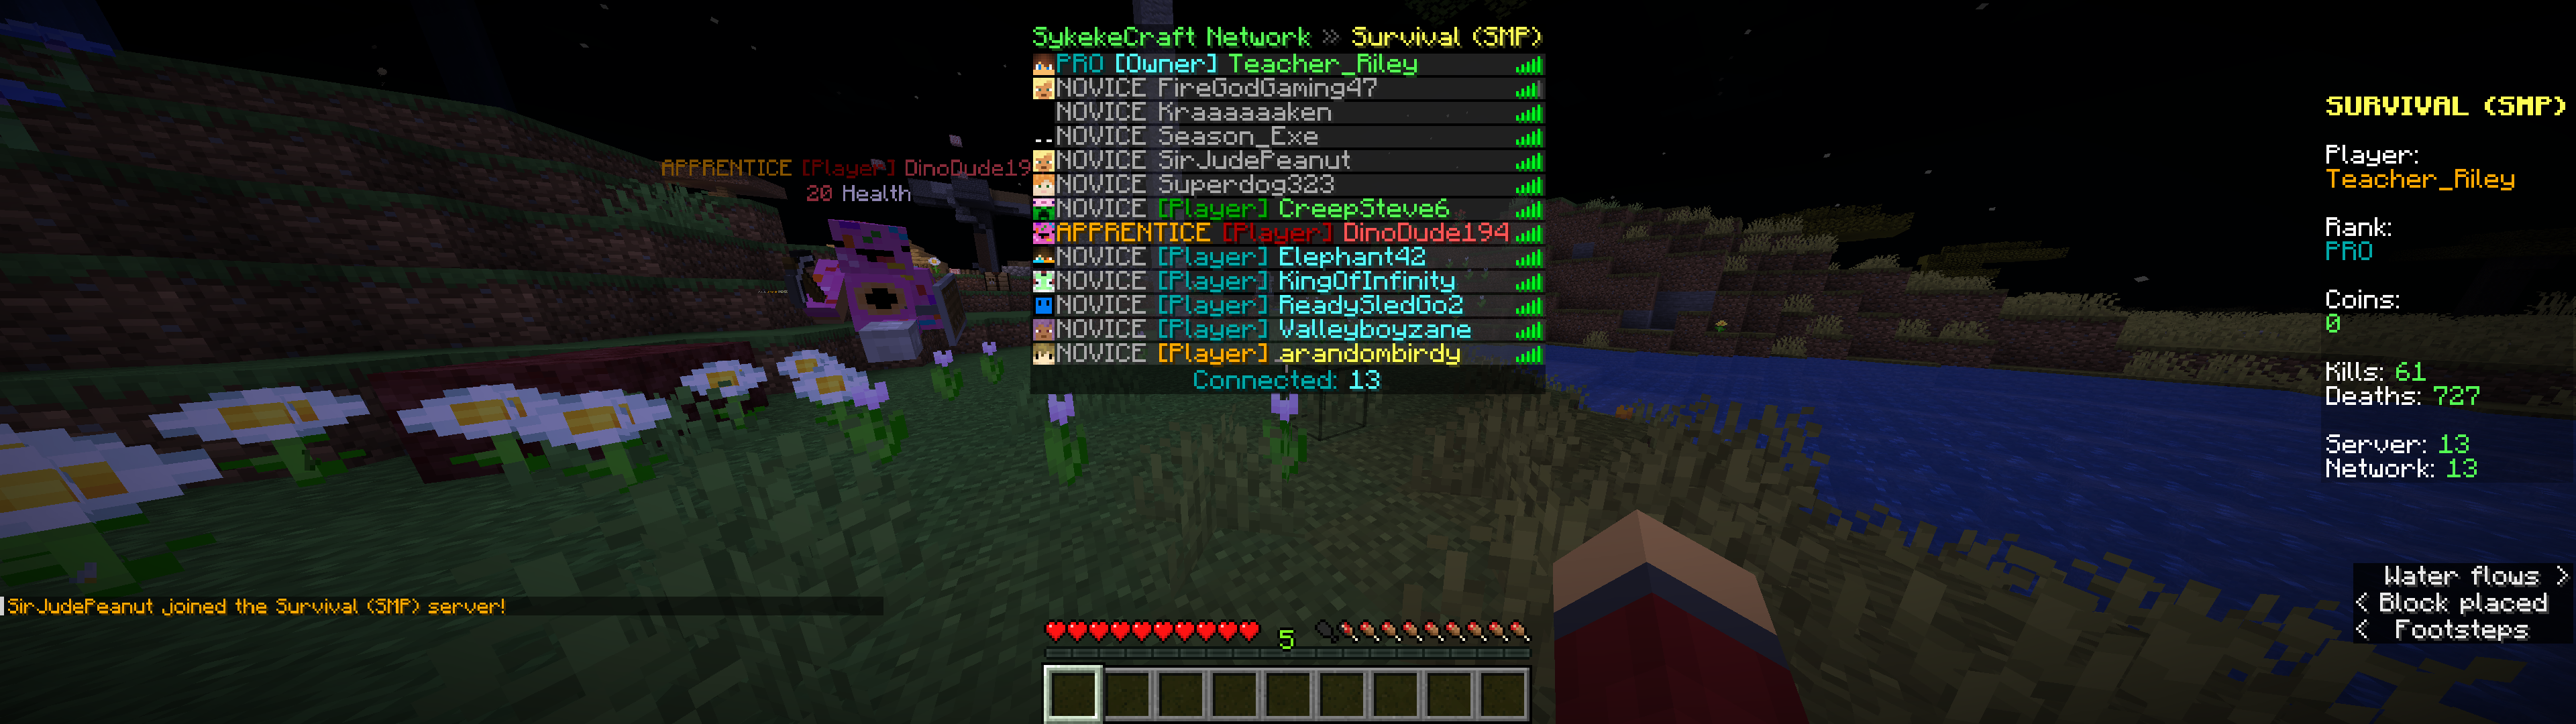 SykekeCraft Network » Survival (SMP)
PRO [Owner] Teacher_Riley
NOVICE FireGodGaming47
NOVICE Kraaaaaaken
NOVICE Season_Exe
NOVICE SirJudePeanut
NOVICE Superdog323
NOVICE [Player] CreepSteve6
APPRENTICE [Player] DinoDude194
NOVICE [Player] Elephant42
NOVICE [Player] KingOfInfinity
NOVICE [Player] ReadySledGo2
NOVICE [Player] Valleyboyzane
NOVICE [Player] arandombirdy
Connected: 13
APPRENTICE [Player] DinoDude19
20 Health
SURVIVAL (SMP)
Player:
Teacher_Riley
Rank:
PRO
Coins:
0
Kills: 61
Deaths: 727
Server: 13
Network: 13
SirJudePeanut joined the Survival (SMP) server!
Water flows >
< Block placed
< Footsteps
5